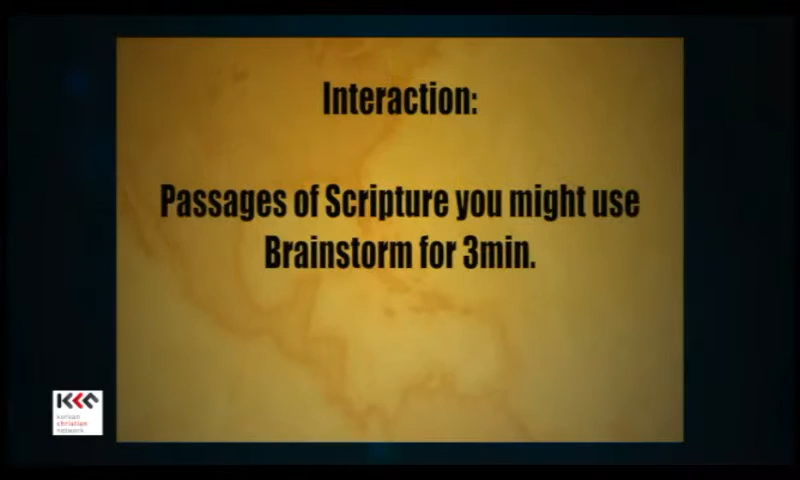 Interaction:
Passages of Scripture you might use
Brainstorm for 3min.
korean
christian
network